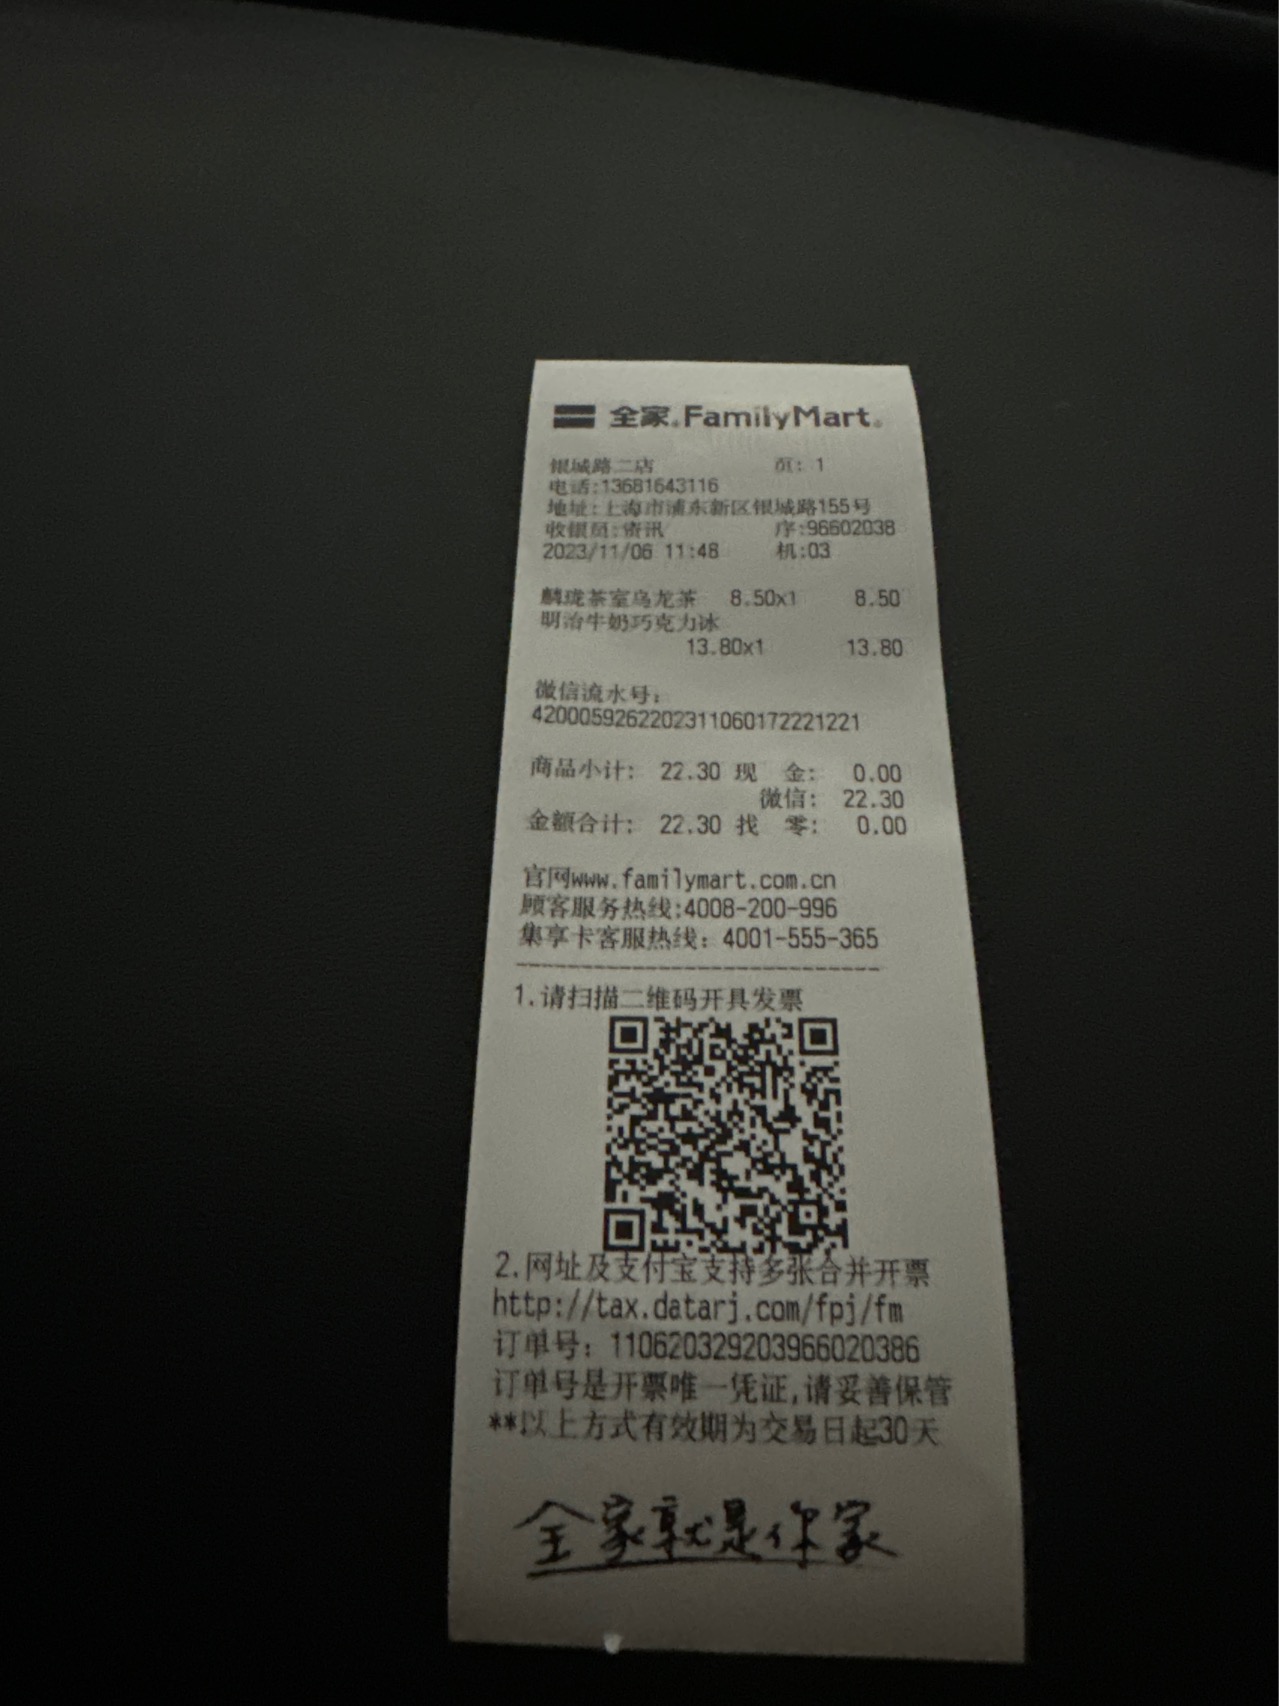 全家 FamilyMart
银城路二店 页: 1
电话:13681643116
地址:上海市浦东新区银城路155号
收银员:资讯 序:96602038
2023/11/06 11:48 机:03
麟珑茶室乌龙茶 8.50x1 8.50
明治牛奶巧克力冰
13.80x1 13.80
微信流水号:
4200059262202311060172221221
商品小计: 22.30 现 金: 0.00
微信: 22.30
金额合计: 22.30 找 零: 0.00
官网www.familymart.com.cn
顾客服务热线:4008-200-996
集享卡客服热线: 4001-555-365
1.请扫描二维码开具发票
2.网址及支付宝支持多张合并开票
http://tax.datarj.com/fpj/fm
订单号: 110620329203966020386
订单号是开票唯一凭证,请妥善保管
**以上方式有效期为交易日起30天
全家就是你家